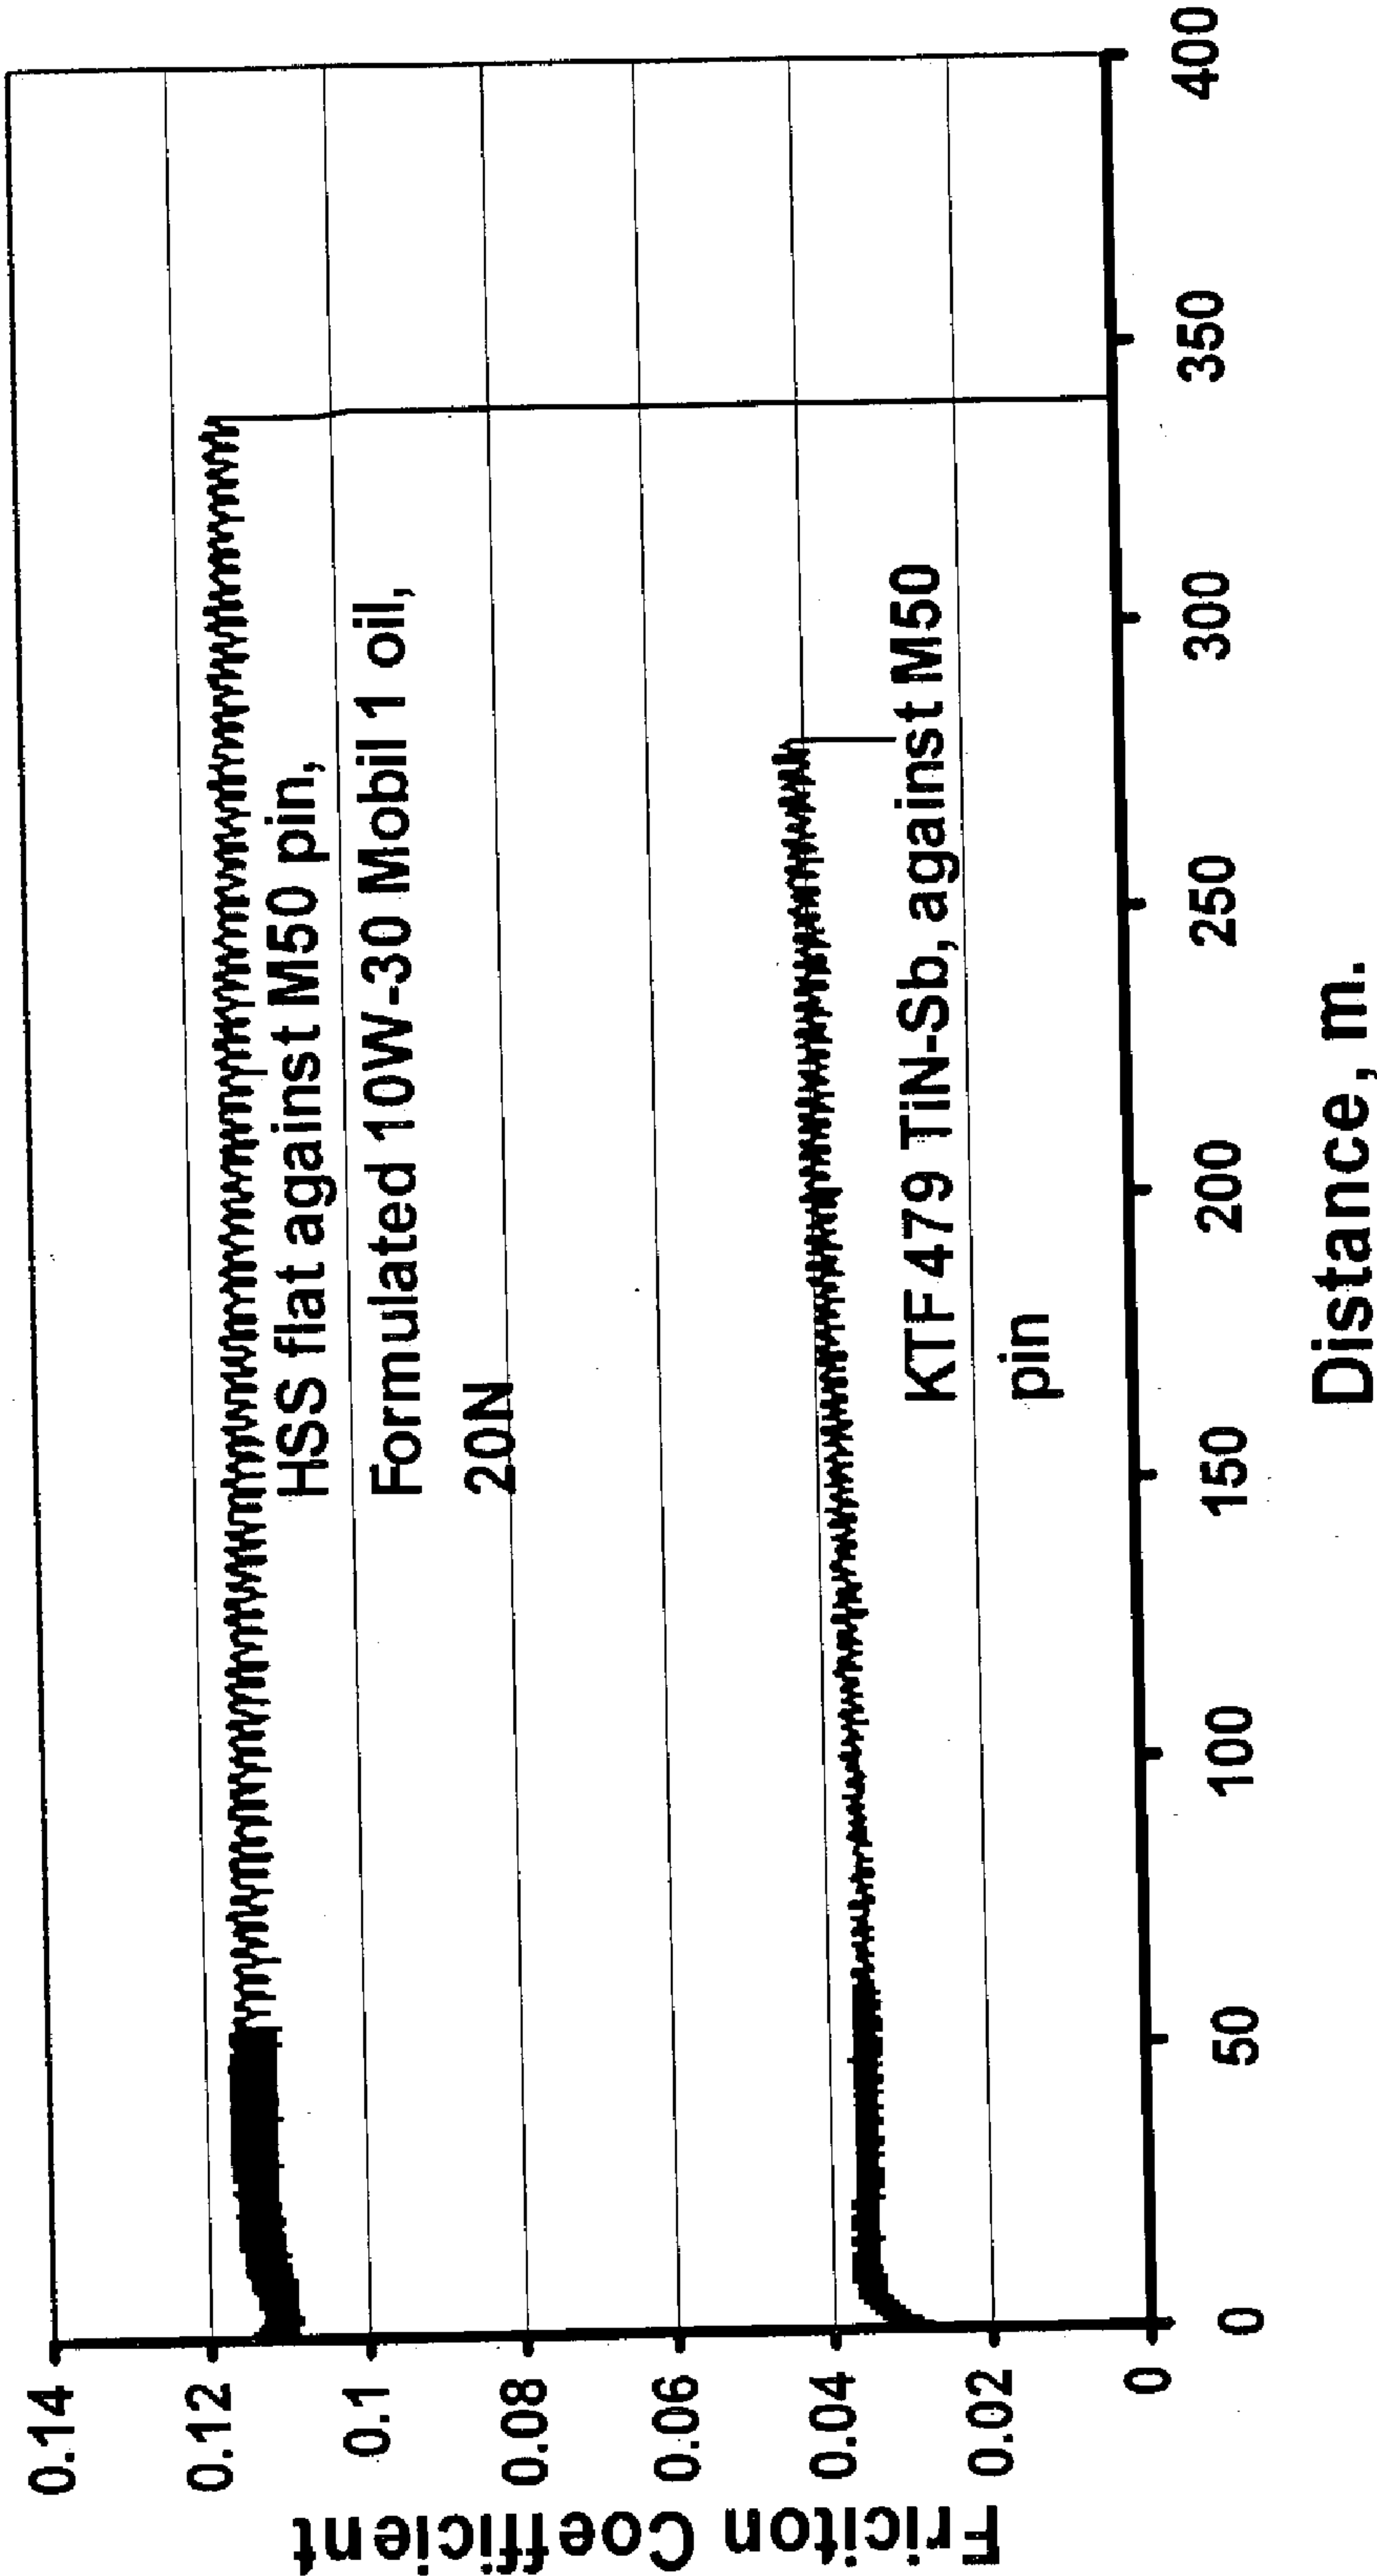 0.14
0.12
0.1
0.08
0.06
0.04
0.02
0
Friciton Coefficient
HSS flat against M50 pin,
Formulated 10W-30 Mobil 1 oil,
20N
KTF 479 TiN-Sb, against M50
pin
0
50
100
150
200
250
300
350
400
Distance, m.